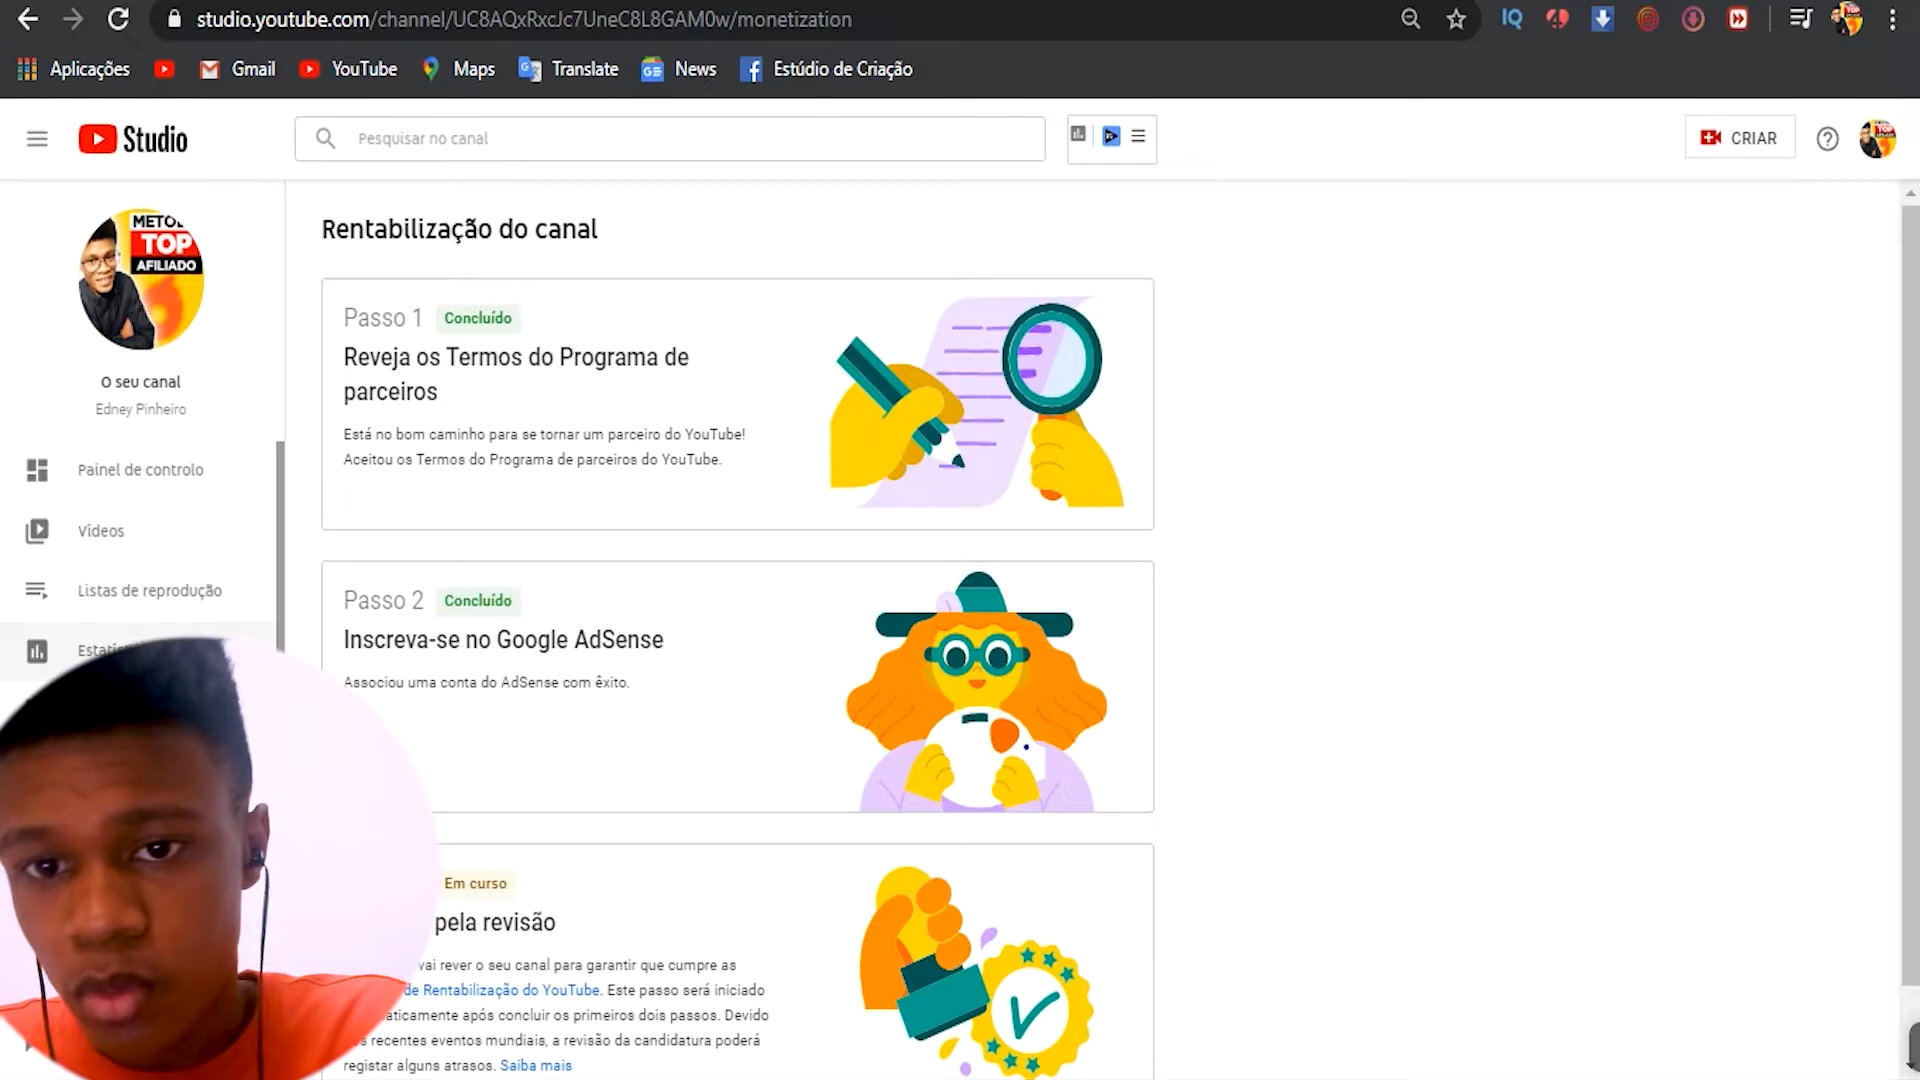 studio.youtube.com/channel/UC8AQxRxcJc7UneC8L8GAM0w/monetization
Aplicações Gmail YouTube Maps Translate News Estúdio de Criação
Studio
Pesquisar no canal
CRIAR
METOD
TOP
AFILIADO
O seu canal
Edney Pinheiro
Painel de controlo
Vídeos
Listas de reprodução
Rentabilização do canal
Passo 1 Concluído
Reveja os Termos do Programa de
parceiros
Está no bom caminho para se tornar um parceiro do YouTube!
Aceitou os Termos do Programa de parceiros do YouTube.
Passo 2 Concluído
Inscreva-se no Google AdSense
Associou uma conta do AdSense com êxito.
Em curso
pela revisão
vai rever o seu canal para garantir que cumpre as
de Rentabilização do YouTube. Este passo será iniciado
aticamente após concluir os primeiros dois passos. Devido
s recentes eventos mundiais, a revisão da candidatura poderá
registar alguns atrasos. Saiba mais